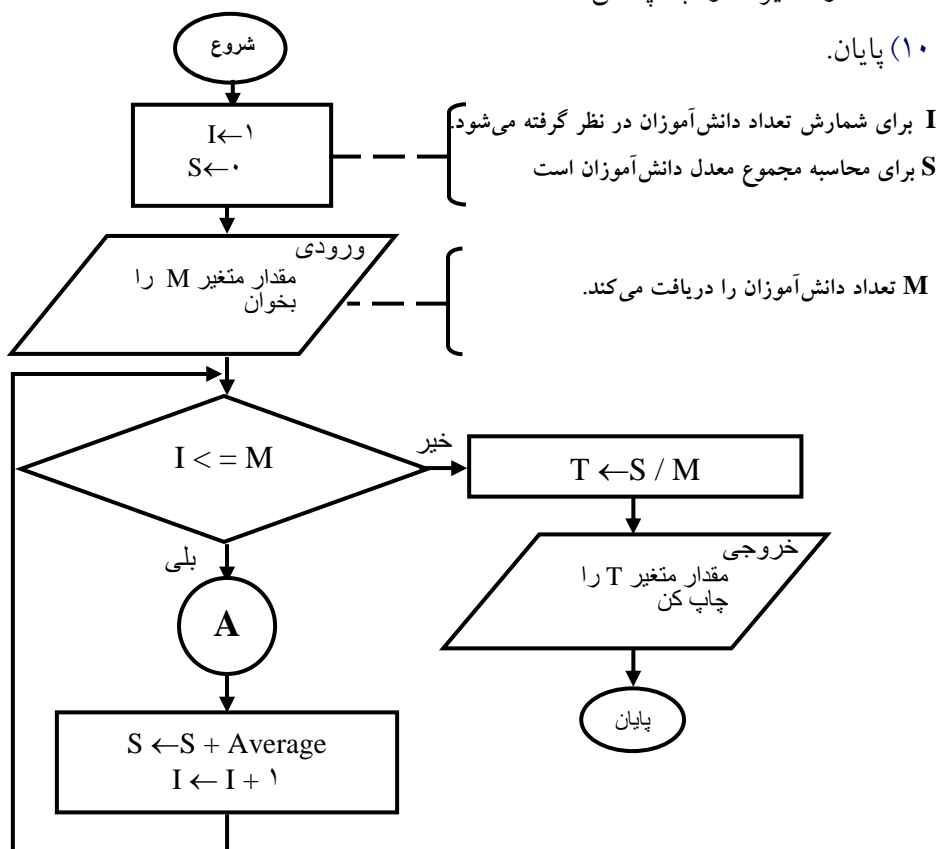 ۱۰) پایان.
شروع
I←۱
S←۰
I برای شمارش تعداد دانش‌آموزان در نظر گرفته می‌شود.
S برای محاسبه مجموع معدل دانش‌آموزان است
ورودی
مقدار متغیر M را
بخوان
M تعداد دانش‌آموزان را دریافت می‌کند.
I < = M
خیر
T ←S / M
بلی
خروجی
مقدار متغیر T را
چاپ کن
A
پایان
S ←S + Average
I ← I + ۱